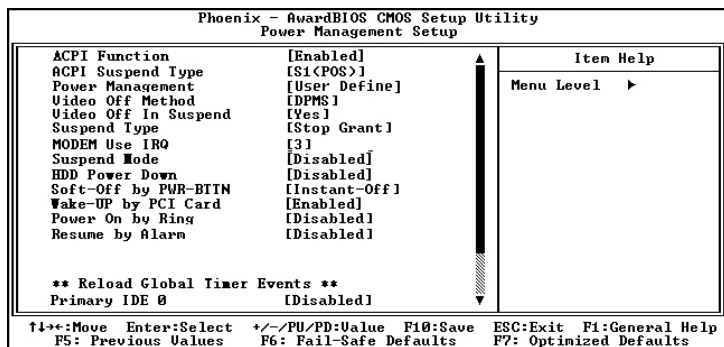 Phoenix - AwardBIOS CMOS Setup Utility
Power Management Setup
ACPI Function [Enabled]
ACPI Suspend Type [S1(POS)]
Power Management [User Define]
Video Off Method [DPMS]
Video Off In Suspend [Yes]
Suspend Type [Stop Grant]
MODEM Use IRQ [3]
Suspend Mode [Disabled]
HDD Power Down [Disabled]
Soft-Off by PWR-BTTN [Instant-Off]
Wake-UP by PCI Card [Enabled]
Power On by Ring [Disabled]
Resume by Alarm [Disabled]
** Reload Global Timer Events **
Primary IDE 0 [Disabled]
Item Help
Menu Level ▸
↑↓→←:Move Enter:Select +/-/PU/PD:Value F10:Save ESC:Exit F1:General Help
F5: Previous Values F6: Fail-Safe Defaults F7: Optimized Defaults